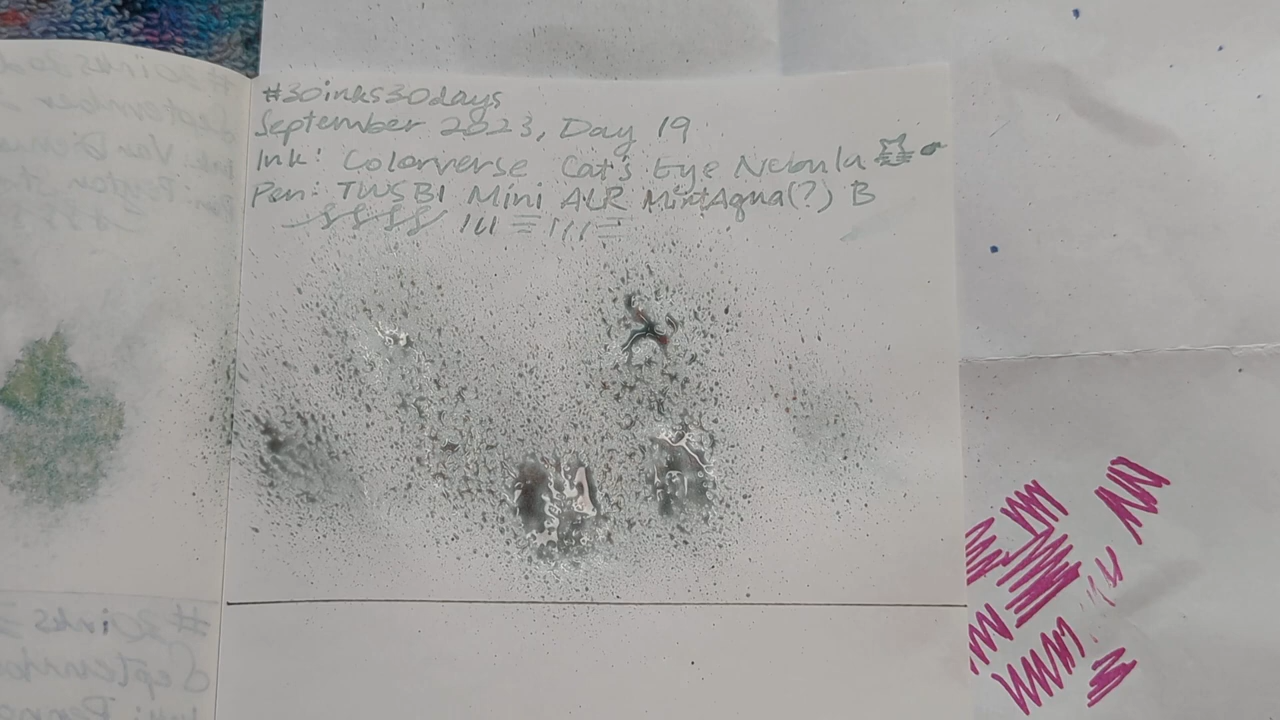 #30inks30days
September 2023, Day 19
Ink: Colorverse Cat's Eye Nebula
Pen: TWSBI Mini ALR MintAqua(?) B